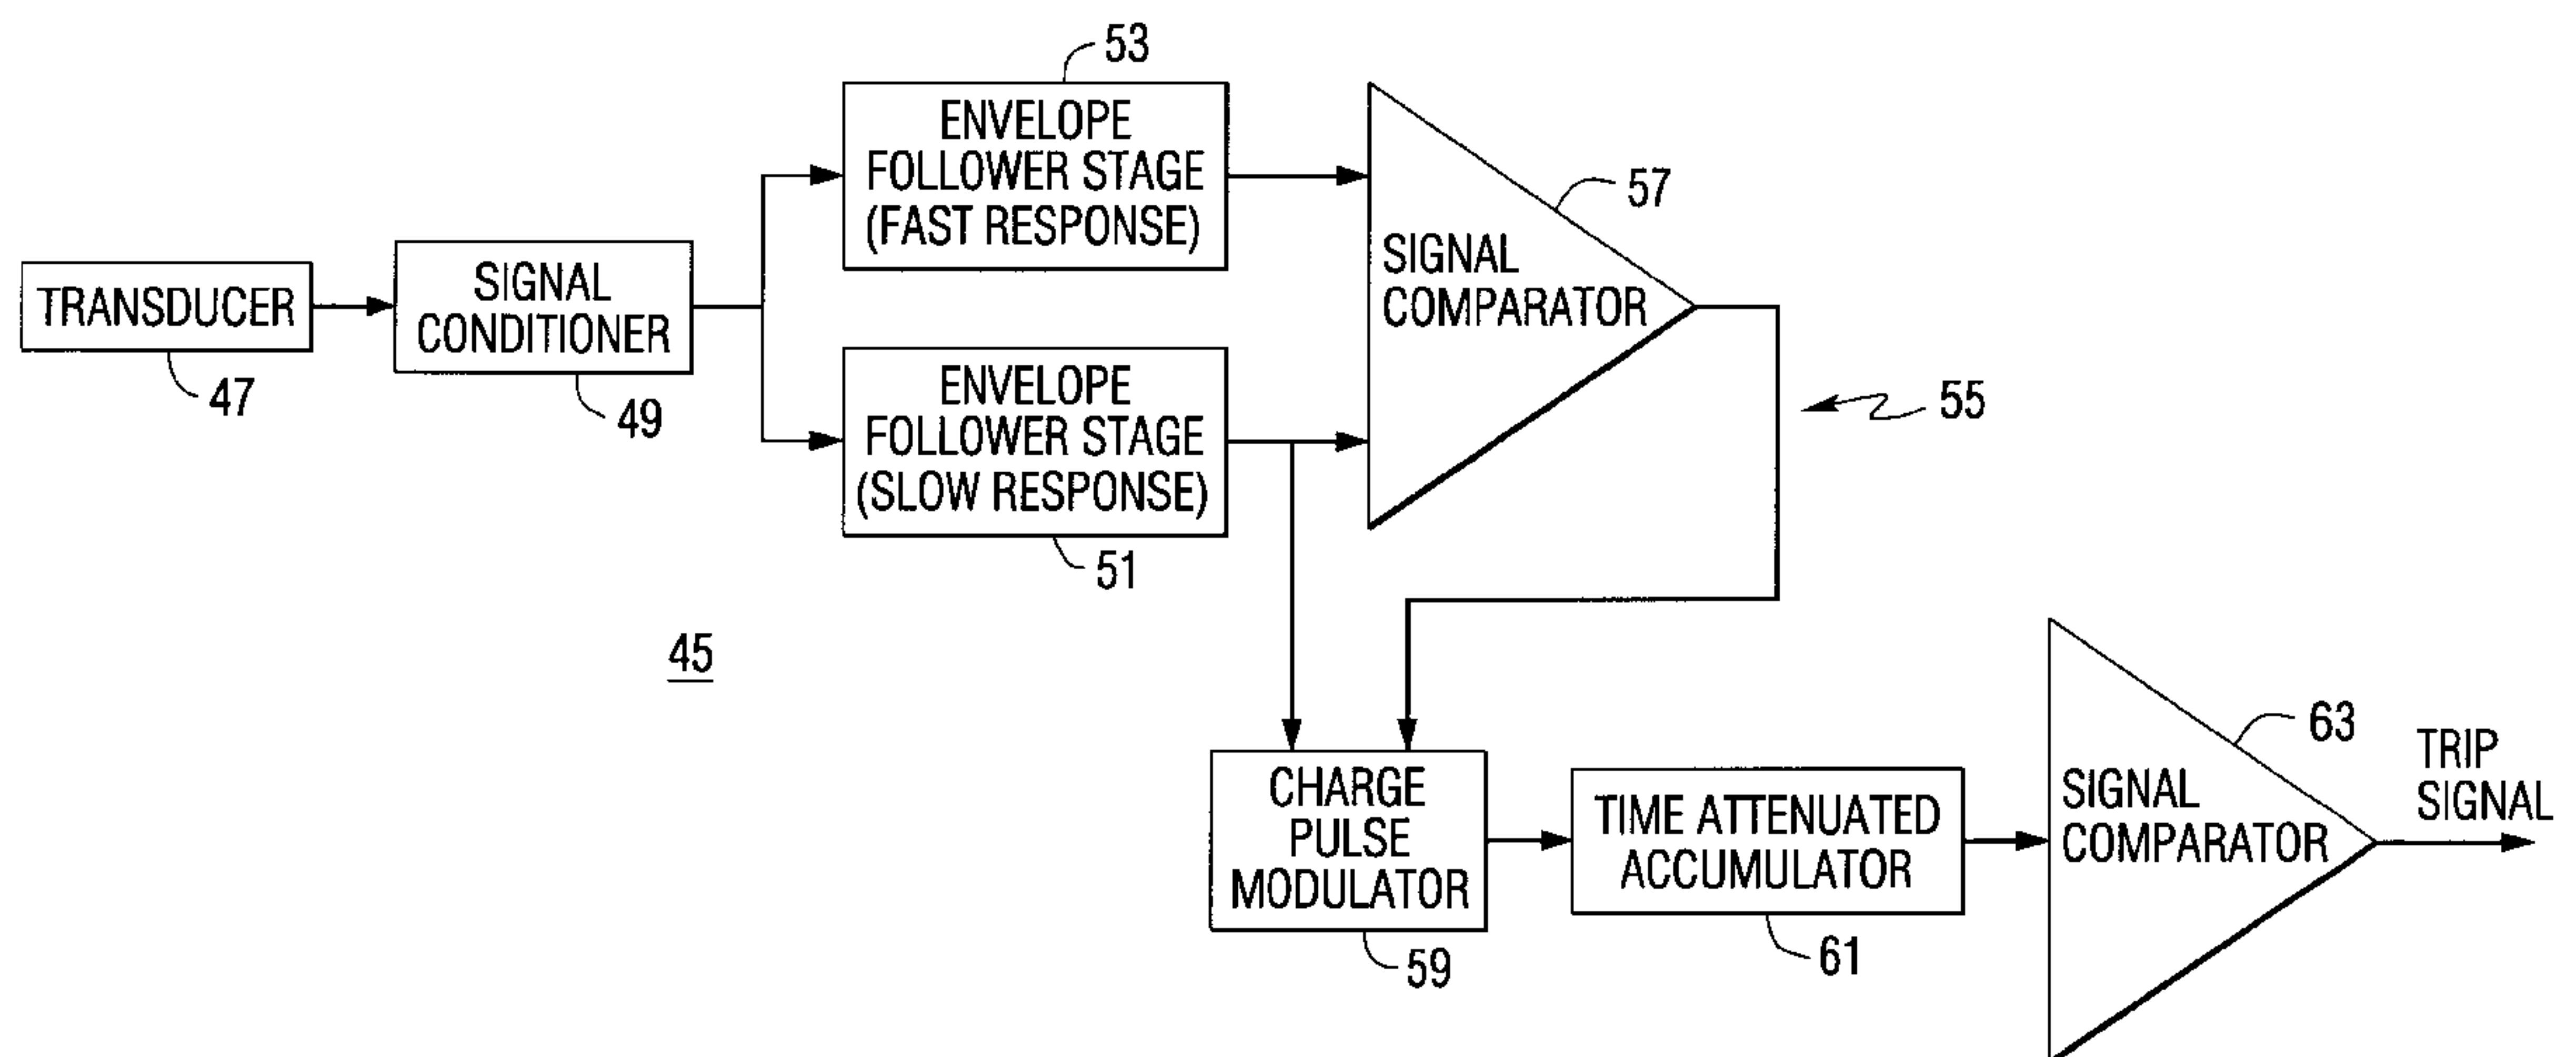 53
ENVELOPE
FOLLOWER STAGE
(FAST RESPONSE)
57
SIGNAL
COMPARATOR
TRANSDUCER
47
SIGNAL
CONDITIONER
49
ENVELOPE
FOLLOWER STAGE
(SLOW RESPONSE)
51
55
45
CHARGE
PULSE
MODULATOR
59
TIME ATTENUATED
ACCUMULATOR
61
SIGNAL
COMPARATOR
63
TRIP
SIGNAL